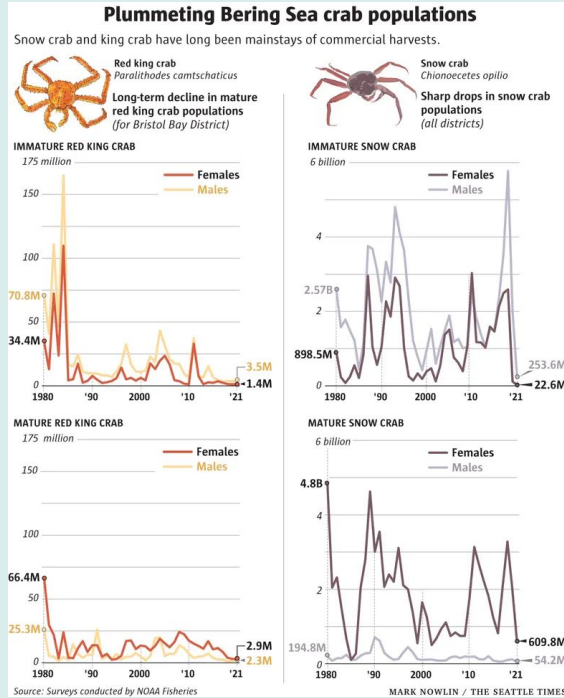 Plummeting Bering Sea crab populations
Snow crab and king crab have long been mainstays of commercial harvests.
Red king crab
Paralithodes camtschaticus
Long-term decline in mature
red king crab populations
(for Bristol Bay District)
Snow crab
Chionoecetes opilio
Sharp drops in snow crab
populations
(all districts)
IMMATURE RED KING CRAB
175 million
Females
Males
150
100
70.8M
50
34.4M
3.5M
1.4M
0
1980 '90 2000 '10 '21
IMMATURE SNOW CRAB
6 billion
Females
Males
4
2.57B
2
898.5M
253.6M
22.6M
0
1980 '90 2000 '10 '21
MATURE RED KING CRAB
175 million
Females
Males
150
100
66.4M
50
25.3M
2.9M
2.3M
0
1980 '90 2000 '10 '21
MATURE SNOW CRAB
6 billion
Females
Males
4.8B
4
2
194.8M
609.8M
54.2M
0
1980 '90 2000 '10 '21
Source: Surveys conducted by NOAA Fisheries
MARK NOWLIN / THE SEATTLE TIMES